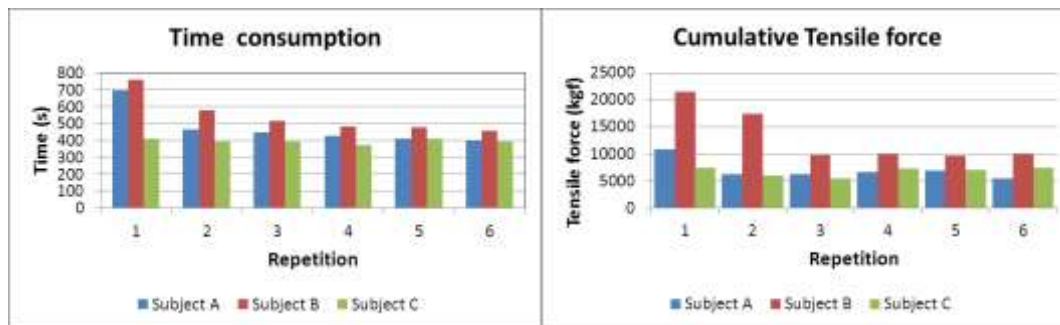 Time consumption
800
700
600
500
400
300
200
100
0
Time (s)
1 2 3 4 5 6
Repetition
Subject A Subject B Subject C
Cumulative Tensile force
25000
20000
15000
10000
5000
0
Tensile force (kgf)
1 2 3 4 5 6
Repetition
Subject A Subject B Subject C